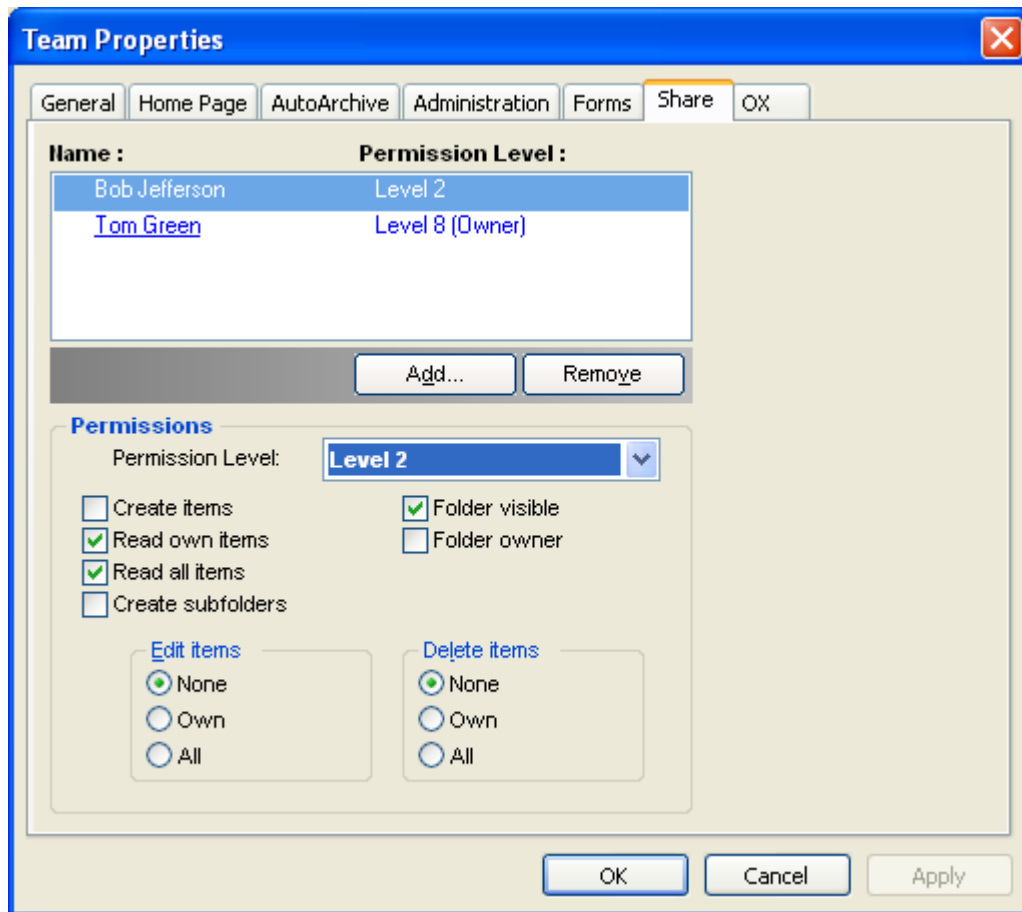 Team Properties
General Home Page AutoArchive Administration Forms Share OX
Name : Permission Level :
Bob Jefferson Level 2
Tom Green Level 8 (Owner)
Add... Remove
Permissions
Permission Level: Level 2
Create items Folder visible
Read own items Folder owner
Read all items
Create subfolders
Edit items Delete items
None None
Own Own
All All
OK Cancel Apply